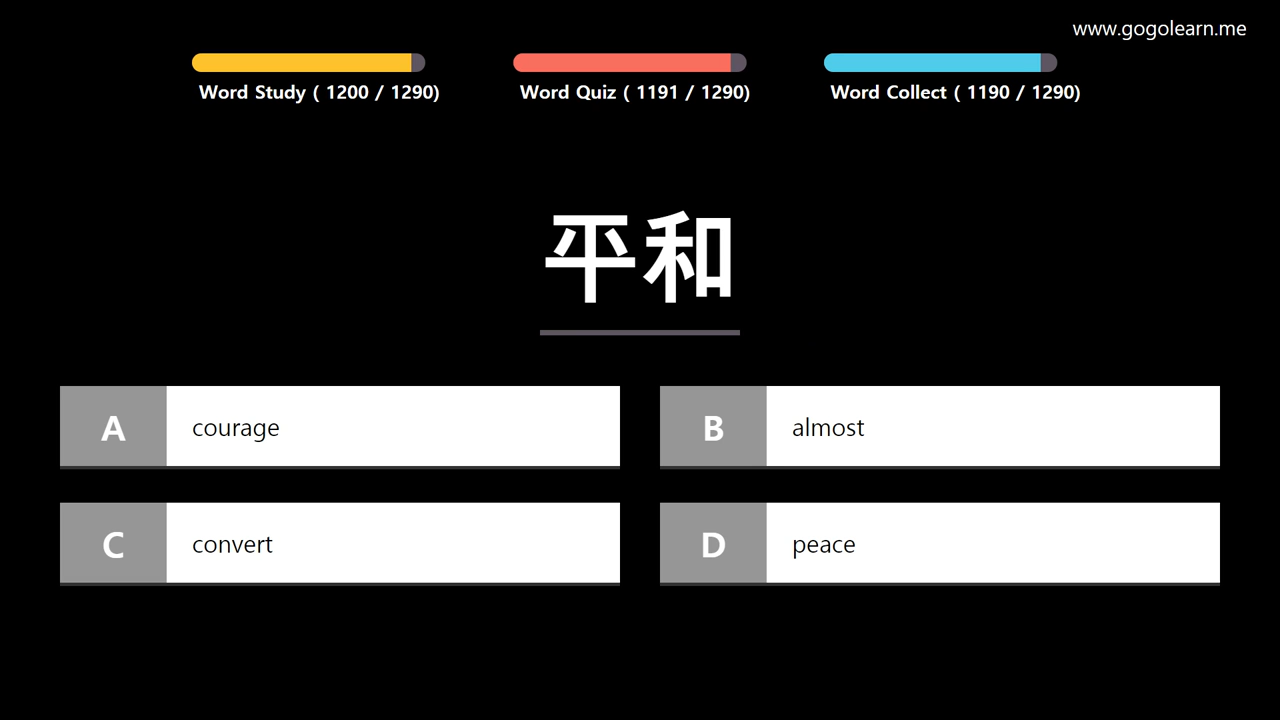 www.gogolearn.me
Word Study ( 1200 / 1290)
Word Quiz ( 1191 / 1290)
Word Collect ( 1190 / 1290)
平和
A courage
B almost
C convert
D peace